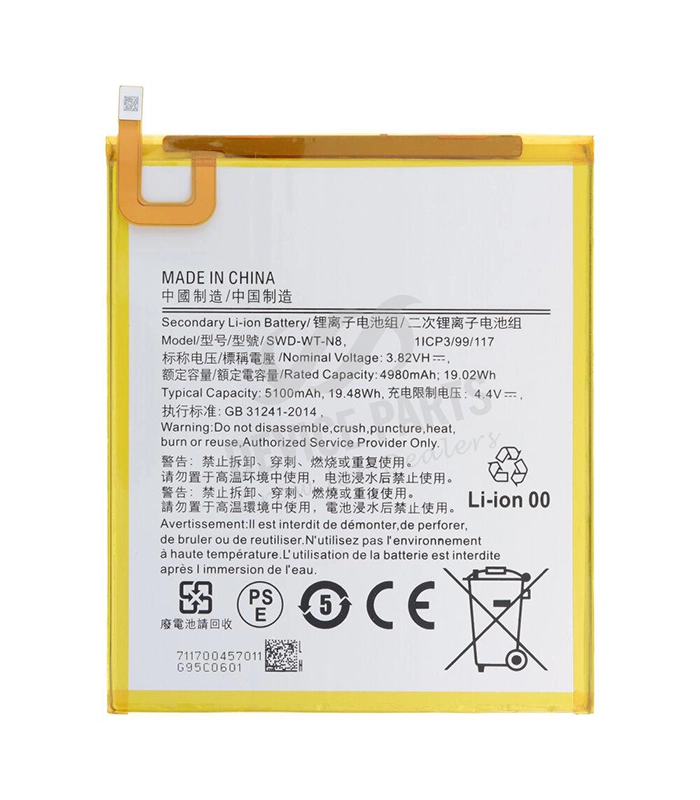 MADE IN CHINA
中國制造/中国制造
Secondary Li-ion Battery/锂离子电池组/二次锂离子电池组
Model/型号/型號/ SWD-WT-N8, 1ICP3/99/117
标称电压/標稱電壓/Nominal Voltage: 3.82VH⎓
额定容量/額定電容量/Rated Capacity: 4980mAh; 19.02Wh
Typical Capacity: 5100mAh, 19.48Wh, 充电限制电压: 4.4V⎓,
执行标准: GB 31241-2014,
Warning:Do not disassemble,crush,puncture,heat,
burn or reuse,Authorized Service Provider Only.
警告: 禁止拆卸、穿刺、燃烧或重复使用。
请勿置于高温环境中使用、电池浸水后禁止使用。
警告: 禁止拆卸、穿刺、燃燒或重復使用。
請勿置于高温環境中使用、電池浸水后禁止使用。
Avertissement:Il est interdit de démonter,de perforer,
de bruler ou de reutiliser.N'utilisez pas l'environnement
à haute température.L'utilisation de la batterie est interdite
après l immersion dans l'eau.
Li-ion 00
廢電池請回收
PS
E
5
CE
711700457011
G95C0601
DEVICE PARTS